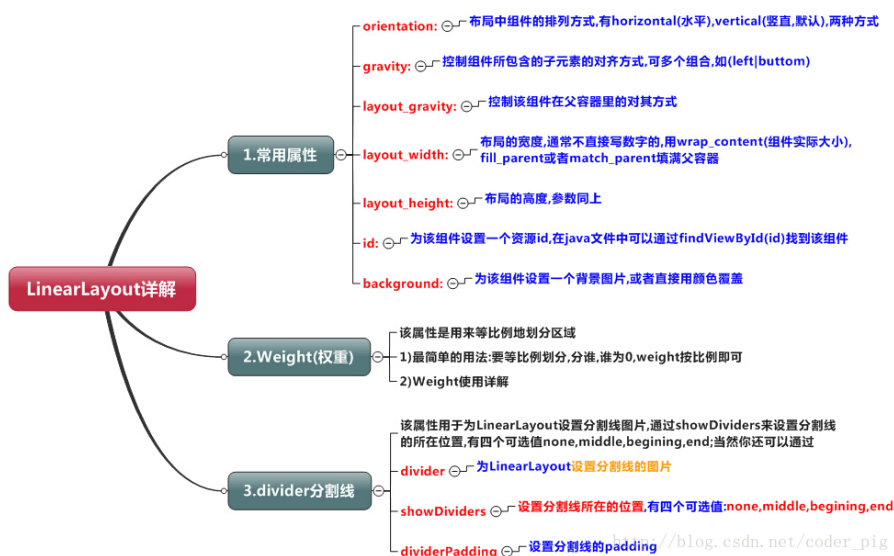 LinearLayout详解
1.常用属性
orientation:
布局中组件的排列方式,有horizontal(水平),vertical(竖直,默认),两种方式
gravity:
控制组件所包含的子元素的对齐方式,可多个组合,如(left|buttom)
layout_gravity:
控制该组件在父容器里的对其方式
layout_width:
布局的宽度,通常不直接写数字的,用wrap_content(组件实际大小),
fill_parent或者match_parent填满父容器
layout_height:
布局的高度,参数同上
id:
为该组件设置一个资源id,在java文件中可以通过findViewById(id)找到该组件
background:
为该组件设置一个背景图片,或者直接用颜色覆盖
2.Weight(权重)
该属性是用来等比例地划分区域
1)最简单的用法:要等比例划分,分谁,谁为0,weight按比例即可
2)Weight使用详解
3.divider分割线
该属性用于为LinearLayout设置分割线图片,通过showDividers来设置分割线
的所在位置,有四个可选值none,middle,begining,end;当然你还可以通过
divider
为LinearLayout设置分割线的图片
showDividers
设置分割线所在的位置,有四个可选值:none,middle,begining,end
dividerPadding
设置分割线的padding
http://blog.csdn.net/coder_pig